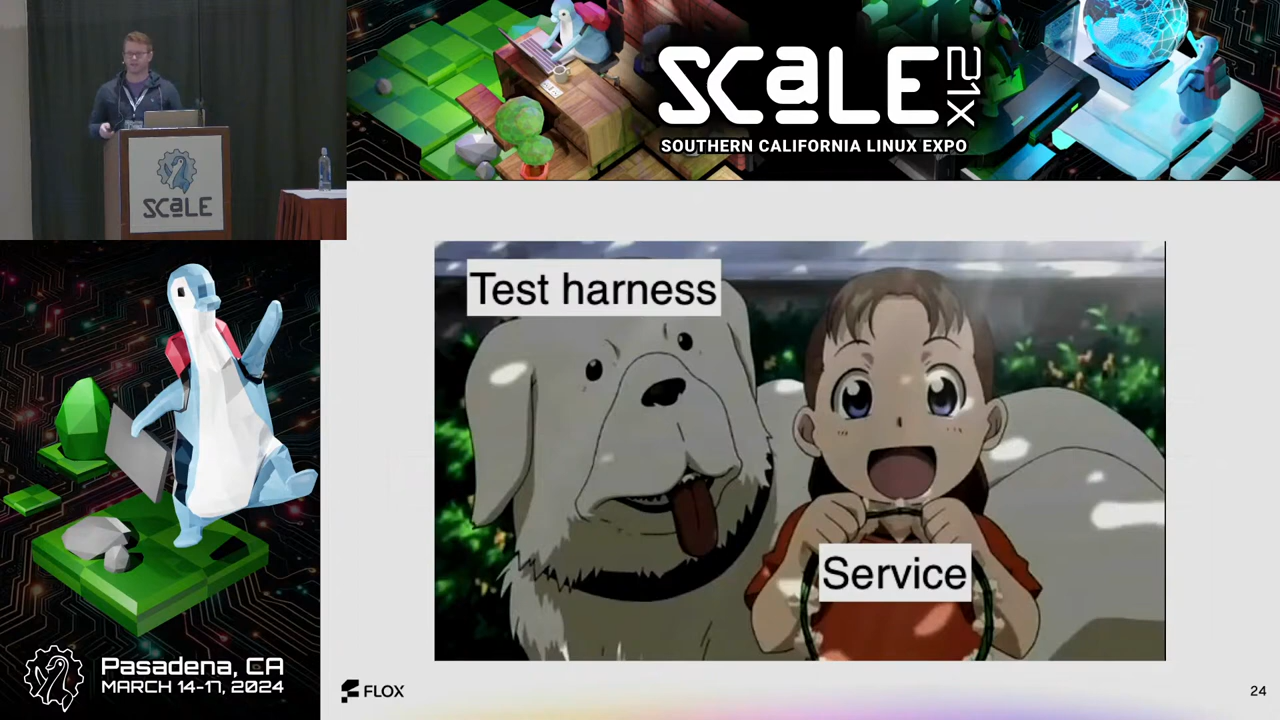 SCALE
21X
SOUTHERN CALIFORNIA LINUX EXPO
SCALE
Test harness
Service
Pasadena, CA
MARCH 14-17, 2024
FLOX
24